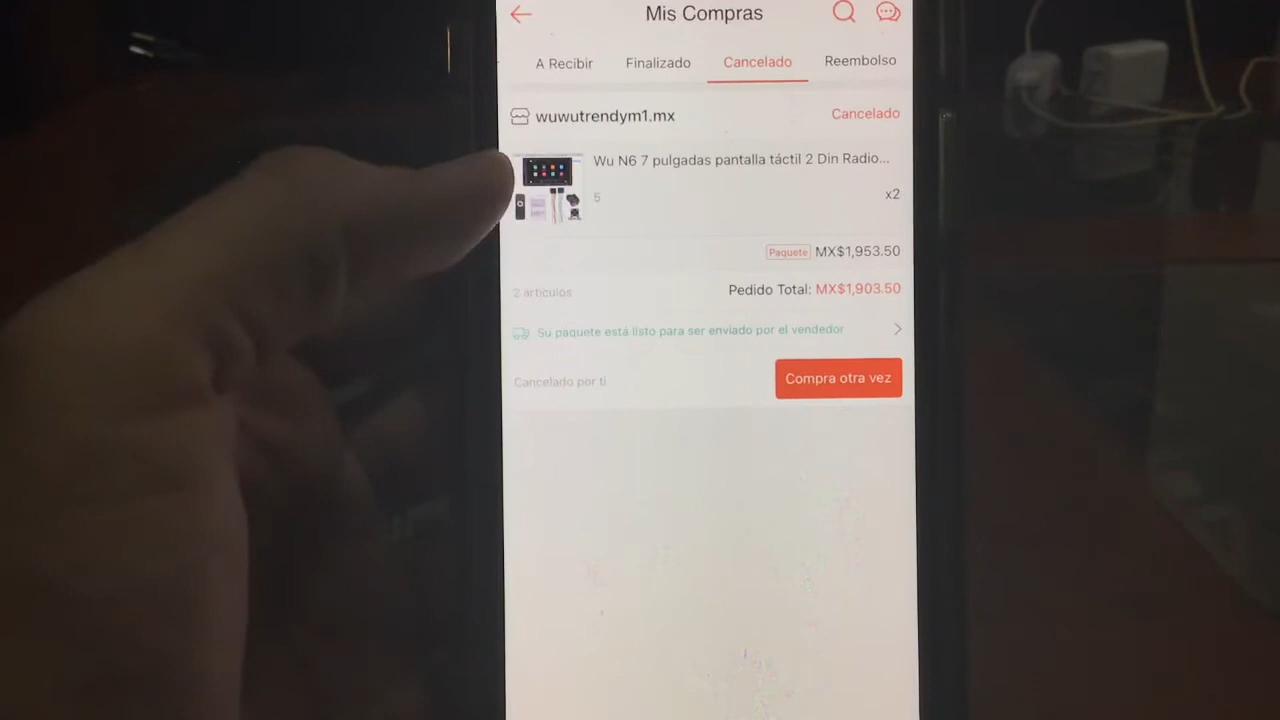 Mis Compras
A Recibir Finalizado Cancelado Reembolso
wuwutrendym1.mx Cancelado
Wu N6 7 pulgadas pantalla táctil 2 Din Radio...
5 x2
Paquete MX$1,953.50
2 artículos Pedido Total: MX$1,903.50
Su paquete está listo para ser enviado por el vendedor
Cancelado por ti Compra otra vez